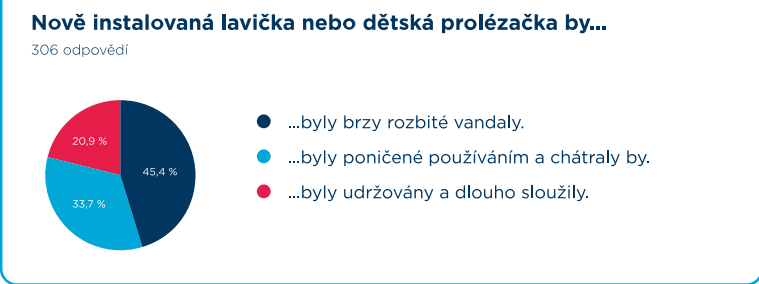 Nově instalovaná lavička nebo dětská prolézačka by...
306 odpovědí
20,9 %
45,4 %
33,7 %
...byly brzy rozbité vandaly.
...byly poničené používáním a chátraly by.
...byly udržovány a dlouho sloužily.